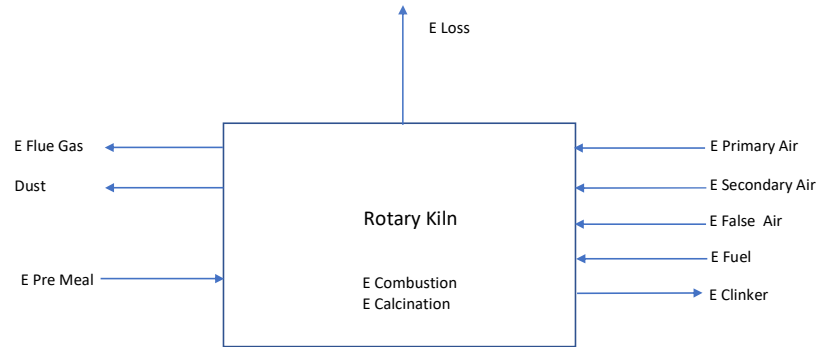 E Loss
E Flue Gas
E Primary Air
Dust
E Secondary Air
Rotary Kiln
E False Air
E Fuel
E Pre Meal
E Combustion
E Clinker
E Calcination